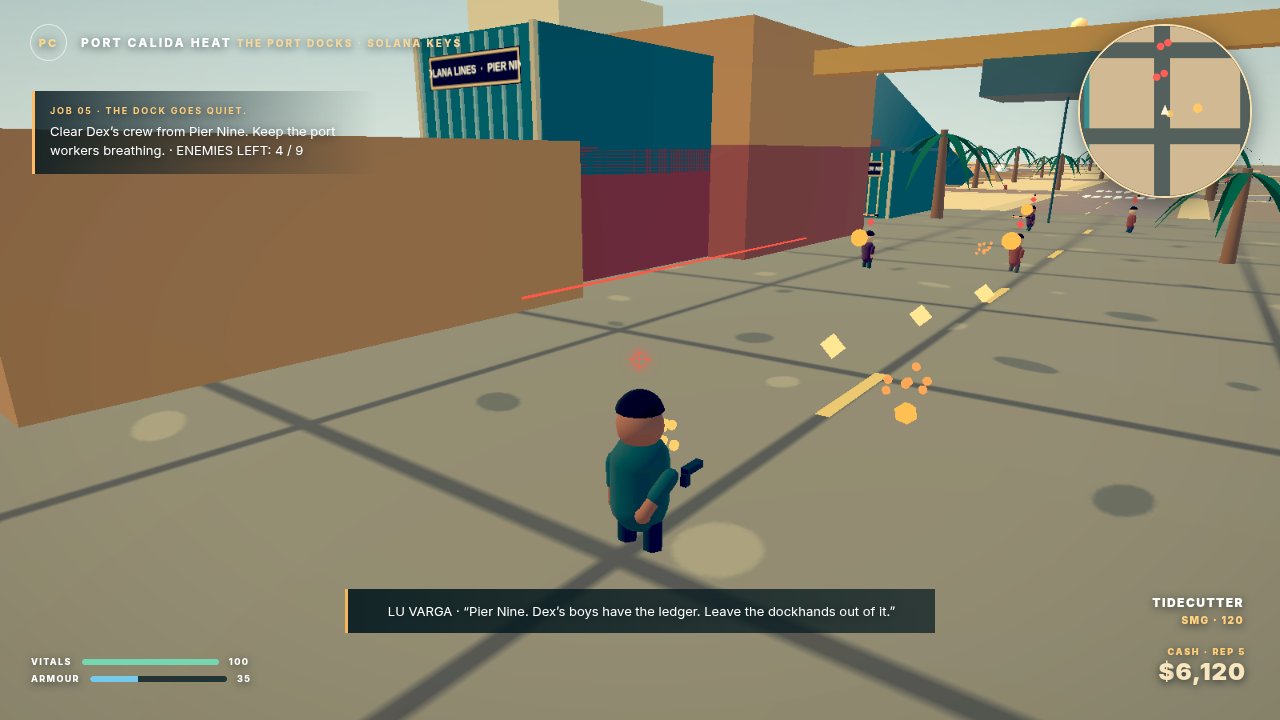 PC PORT CALIDA HEAT THE PORT DOCKS · SOLANA KEYS
JOB 05 · THE DOCK GOES QUIET.
Clear Dex’s crew from Pier Nine. Keep the port
workers breathing. · ENEMIES LEFT: 4 / 9
LANA LINES · PIER NIN
LU VARGA · “Pier Nine. Dex’s boys have the ledger. Leave the dockhands out of it.”
TIDECUTTER
SMG · 120
CASH · REP 5
$6,120
VITALS 100
ARMOUR 35